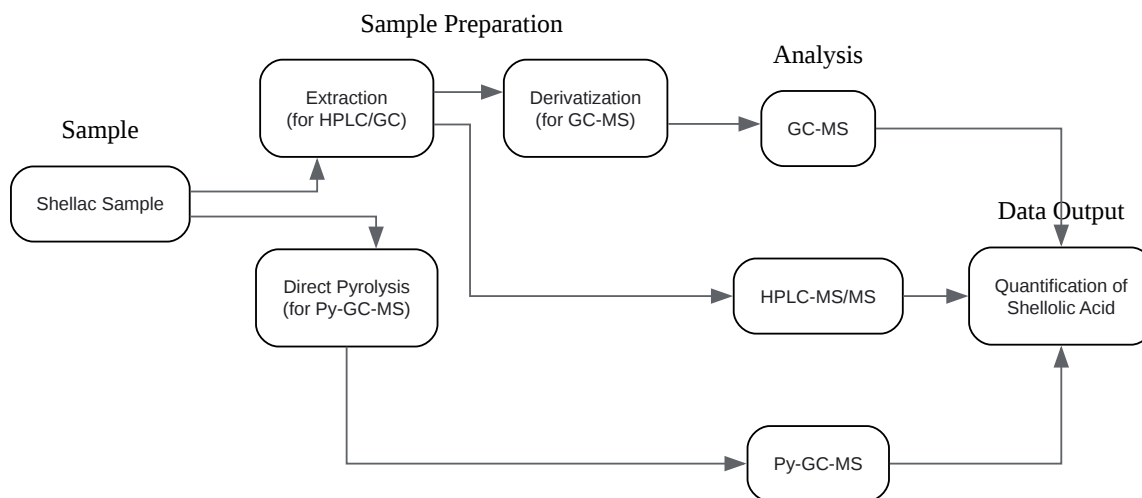 Sample Preparation
Analysis
Extraction
(for HPLC/GC)
Derivatization
(for GC-MS)
GC-MS
Sample
Shellac Sample
Data Output
Direct Pyrolysis
(for Py-GC-MS)
HPLC-MS/MS
Quantification of
Shellolic Acid
Py-GC-MS